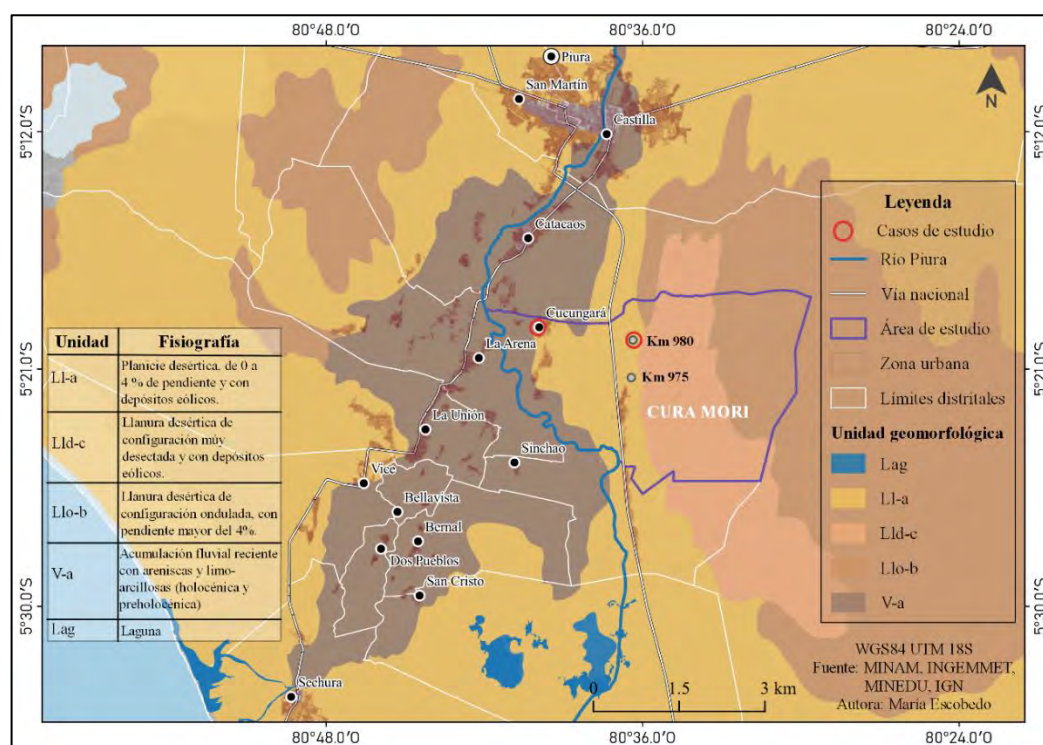 80°48.0'O
80°36.0'O
80°24.0'O
5°12.0'S
5°21.0'S
5°30.0'S
5°12.0'S
5°21.0'S
5°30.0'S
80°48.0'O
80°36.0'O
80°24.0'O
N
Piura
San Martín
Castilla
Catacaos
Cucungará
La Arena
Km 980
Km 975
CURA MORI
La Unión
Sinchao
Vice
Bellavista
Bernal
Dos Pueblos
San Cristo
Sechura
Unidad Fisiografía
Ll-a
Planicie desértica, de 0 a
4 % de pendiente y con
depósitos eólicos.
Lld-c
Llanura desértica de
configuración múy
desectada y con depósitos
eólicos.
Llo-b
Llanura desértica de
configuración ondulada, con
pendiente mayor del 4%.
V-a
Acumulación fluvial reciente
con areniscas y limo-
arcillosas (holocénica y
preholocénica)
Lag Laguna
Leyenda
Casos de estudio
Río Piura
Vía nacional
Área de estudio
Zona urbana
Límites distritales
Unidad geomorfológica
Lag
Ll-a
Lld-c
Llo-b
V-a
WGS84 UTM 18S
Fuente: MINAM, INGEMMET,
MINEDU, IGN
Autora: María Escobedo
0 1.5 3 km